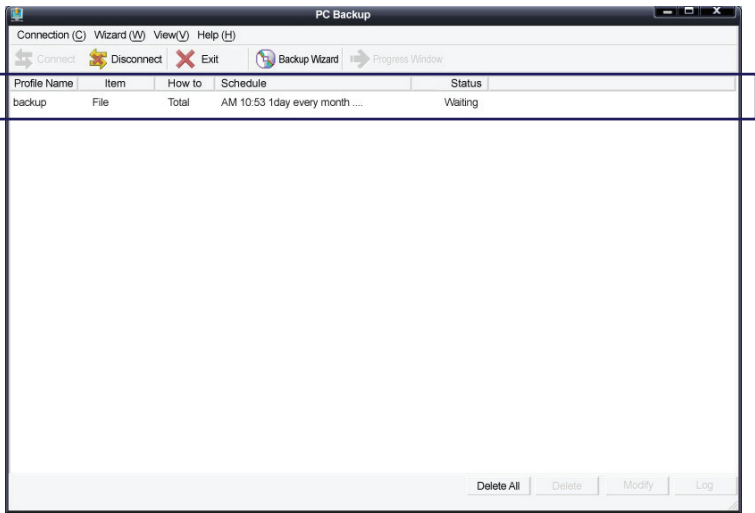 PC Backup
Connection (C) Wizard (W) View(V) Help (H)
Connect Disconnect Exit Backup Wizard Progress Window
Profile Name Item How to Schedule Status
backup File Total AM 10:53 1day every month .... Waiting
Delete All Delete Modify Log